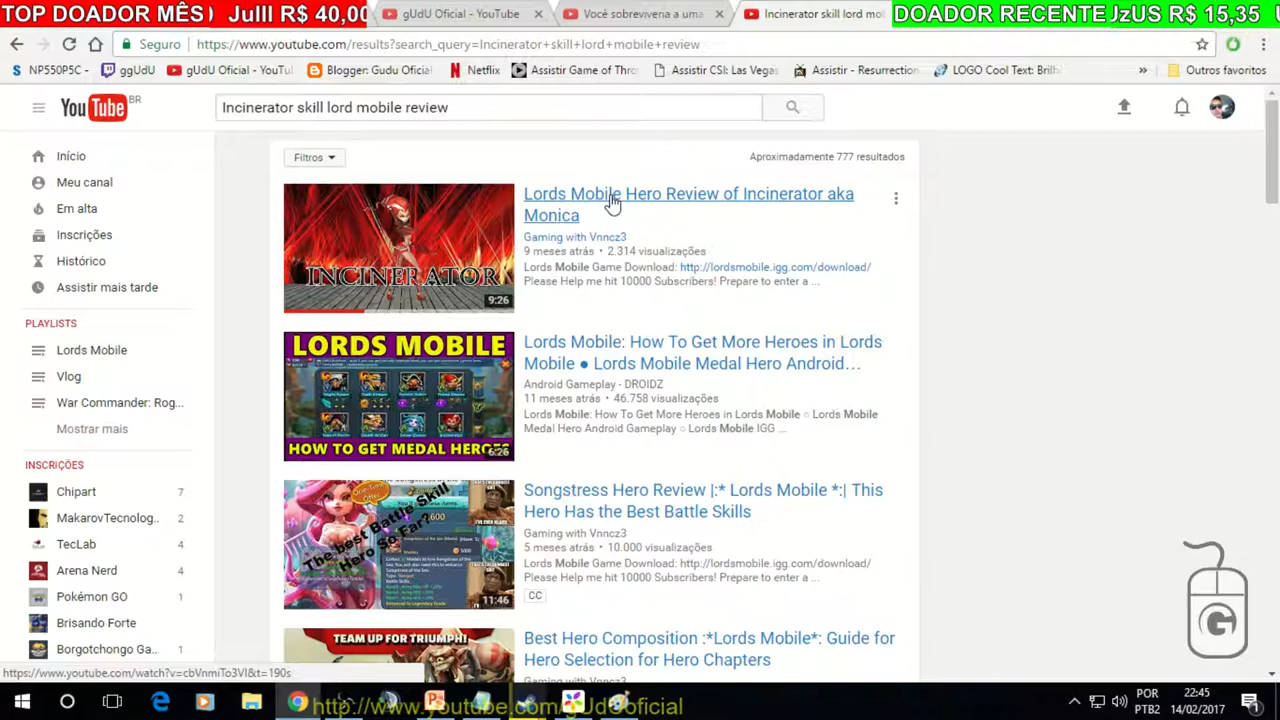 TOP DOADOR MÊS) Julll R$ 40,00
gUdU Oficial - YouTube
Você sobreviveria a uma
Incinerator skill lord mo
DOADOR RECENTE JzUS R$ 15,35
Seguro
https://www.youtube.com/results?search_query=Incinerator+skill+lord+mobile+review
NP550P5C -
ggUdU
gUdU Oficial - YouTu
Blogger: Gudu Oficial
Netflix
Assistir Game of Thro
Assistir CSI: Las Vegas
Assistir - Resurrection
LOGO Cool Text: Brilh
Outros favoritos
YouTube BR
Incinerator skill lord mobile review
Início
Meu canal
Em alta
Inscrições
Histórico
Assistir mais tarde
PLAYLISTS
Lords Mobile
Vlog
War Commander: Rog...
Mostrar mais
INSCRIÇÕES
Chipart 7
MakarovTecnolog... 2
TecLab 4
Arena Nerd 4
Pokémon GO 1
Brisando Forte
Borgotchongo Ga... 1
Filtros
Aproximadamente 777 resultados
INCINERATOR
9:26
Lords Mobile Hero Review of Incinerator aka
Monica
Gaming with Vnncz3
9 meses atrás • 2.314 visualizações
Lords Mobile Game Download: http://lordsmobile.igg.com/download/
Please Help me hit 10000 Subscribers! Prepare to enter a ...
LORDS MOBILE
HOW TO GET MEDAL HEROES
6:26
Lords Mobile: How To Get More Heroes in Lords
Mobile ● Lords Mobile Medal Hero Android…
Android Gameplay - DROIDZ
11 meses atrás • 46.758 visualizações
Lords Mobile: How To Get More Heroes in Lords Mobile ○ Lords Mobile
Medal Hero Android Gameplay ○ Lords Mobile IGG ...
The Best Battle Skill
Hero So Far?
11:46
Songstress Hero Review |:* Lords Mobile *:| This
Hero Has the Best Battle Skills
Gaming with Vnncz3
5 meses atrás • 10.000 visualizações
Lords Mobile Game Download: http://lordsmobile.igg.com/download/
Please Help me hit 10000 Subscribers! Prepare to enter a ...
CC
TEAM UP FOR TRIUMPH!
Best Hero Composition :*Lords Mobile*: Guide for
Hero Selection for Hero Chapters
G
https://www.youtube.com/watch?v=cbVnmiTo3VI&t=190s
http://www.youtube.com/gUdUoficial
POR
PTB2
22:45
14/02/2017
1